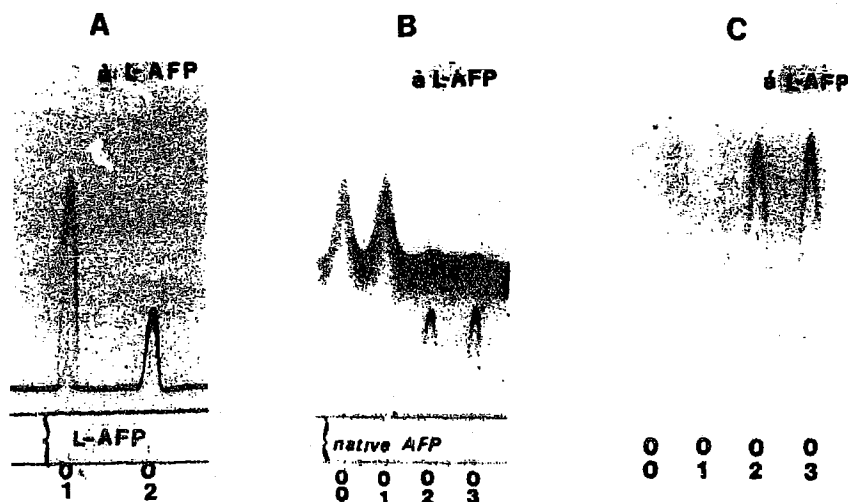 A
B
C
à L-AFP
à L-AFP
á L-AFP
L-AFP
native AFP
0 0
1 2
0 0 0 0
0 1 2 3
0 0 0 0
0 1 2 3